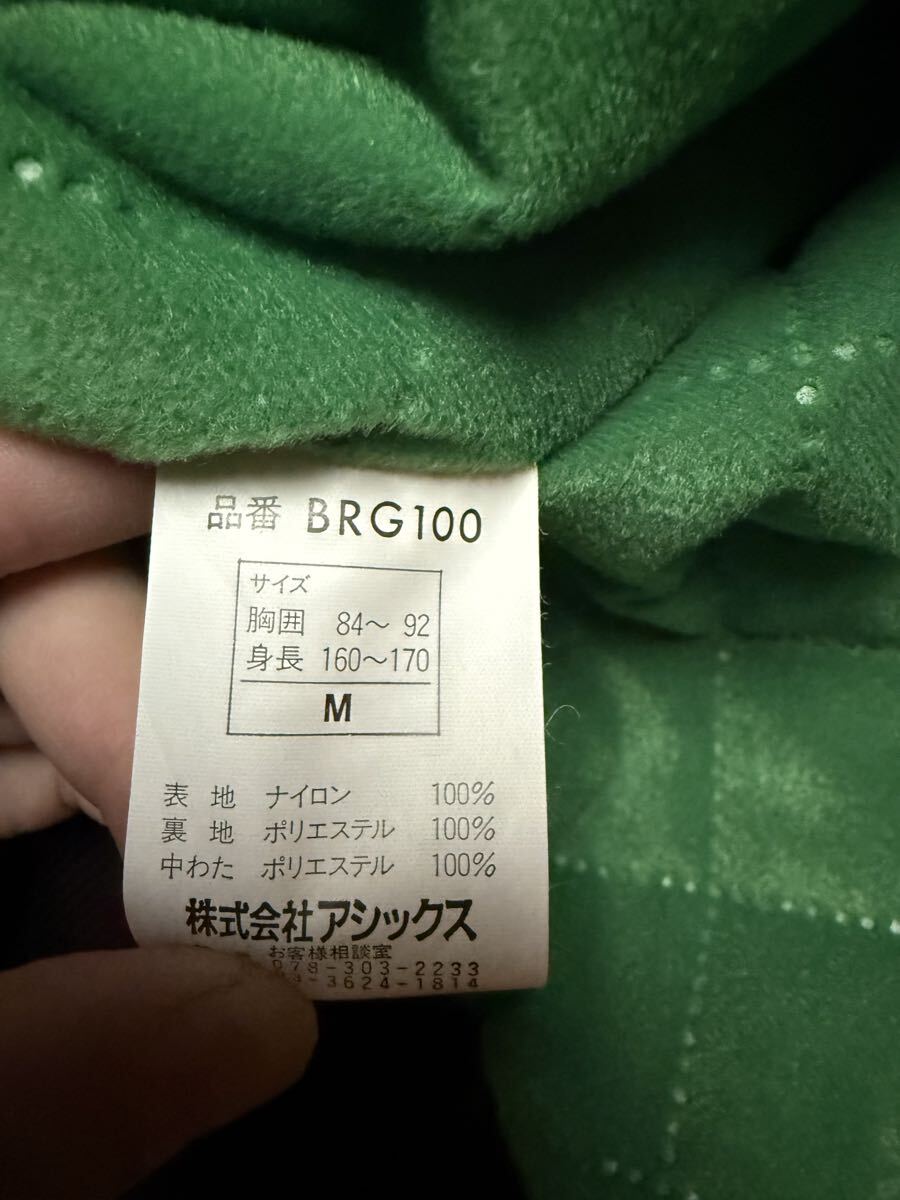 品番 BRG100
サイズ
胸囲 84〜 92
身長 160〜170
M
表 地 ナイロン 100%
裏 地 ポリエステル 100%
中わた ポリエステル 100%
株式会社アシックス
お客様相談室
078-303-2233
-3624-1814